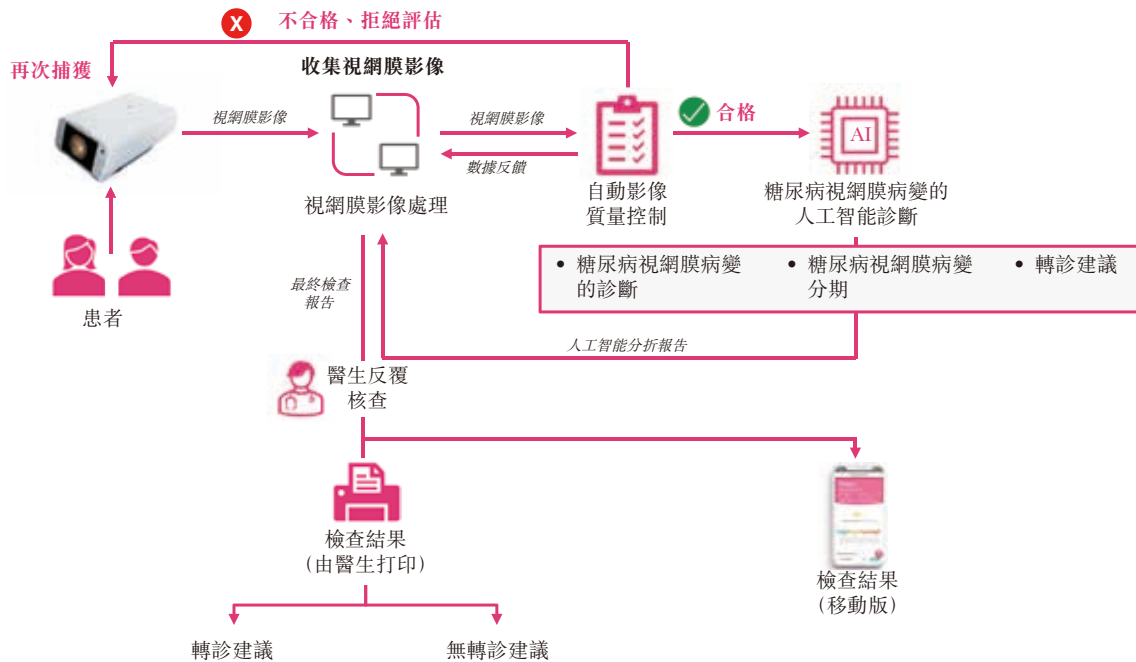 X
不合格、拒絕評估
再次捕獲
收集視網膜影像
視網膜影像
視網膜影像
合格
AI
數據反饋
視網膜影像處理
自動影像
質量控制
糖尿病視網膜病變的
人工智能診斷
患者
• 糖尿病視網膜病變
的診斷
• 糖尿病視網膜病變
分期
• 轉診建議
最終檢查
報告
人工智能分折報告
醫生反覆
核查
檢查結果
(由醫生打印)
檢查結果
(移動版)
轉診建議
無轉診建議